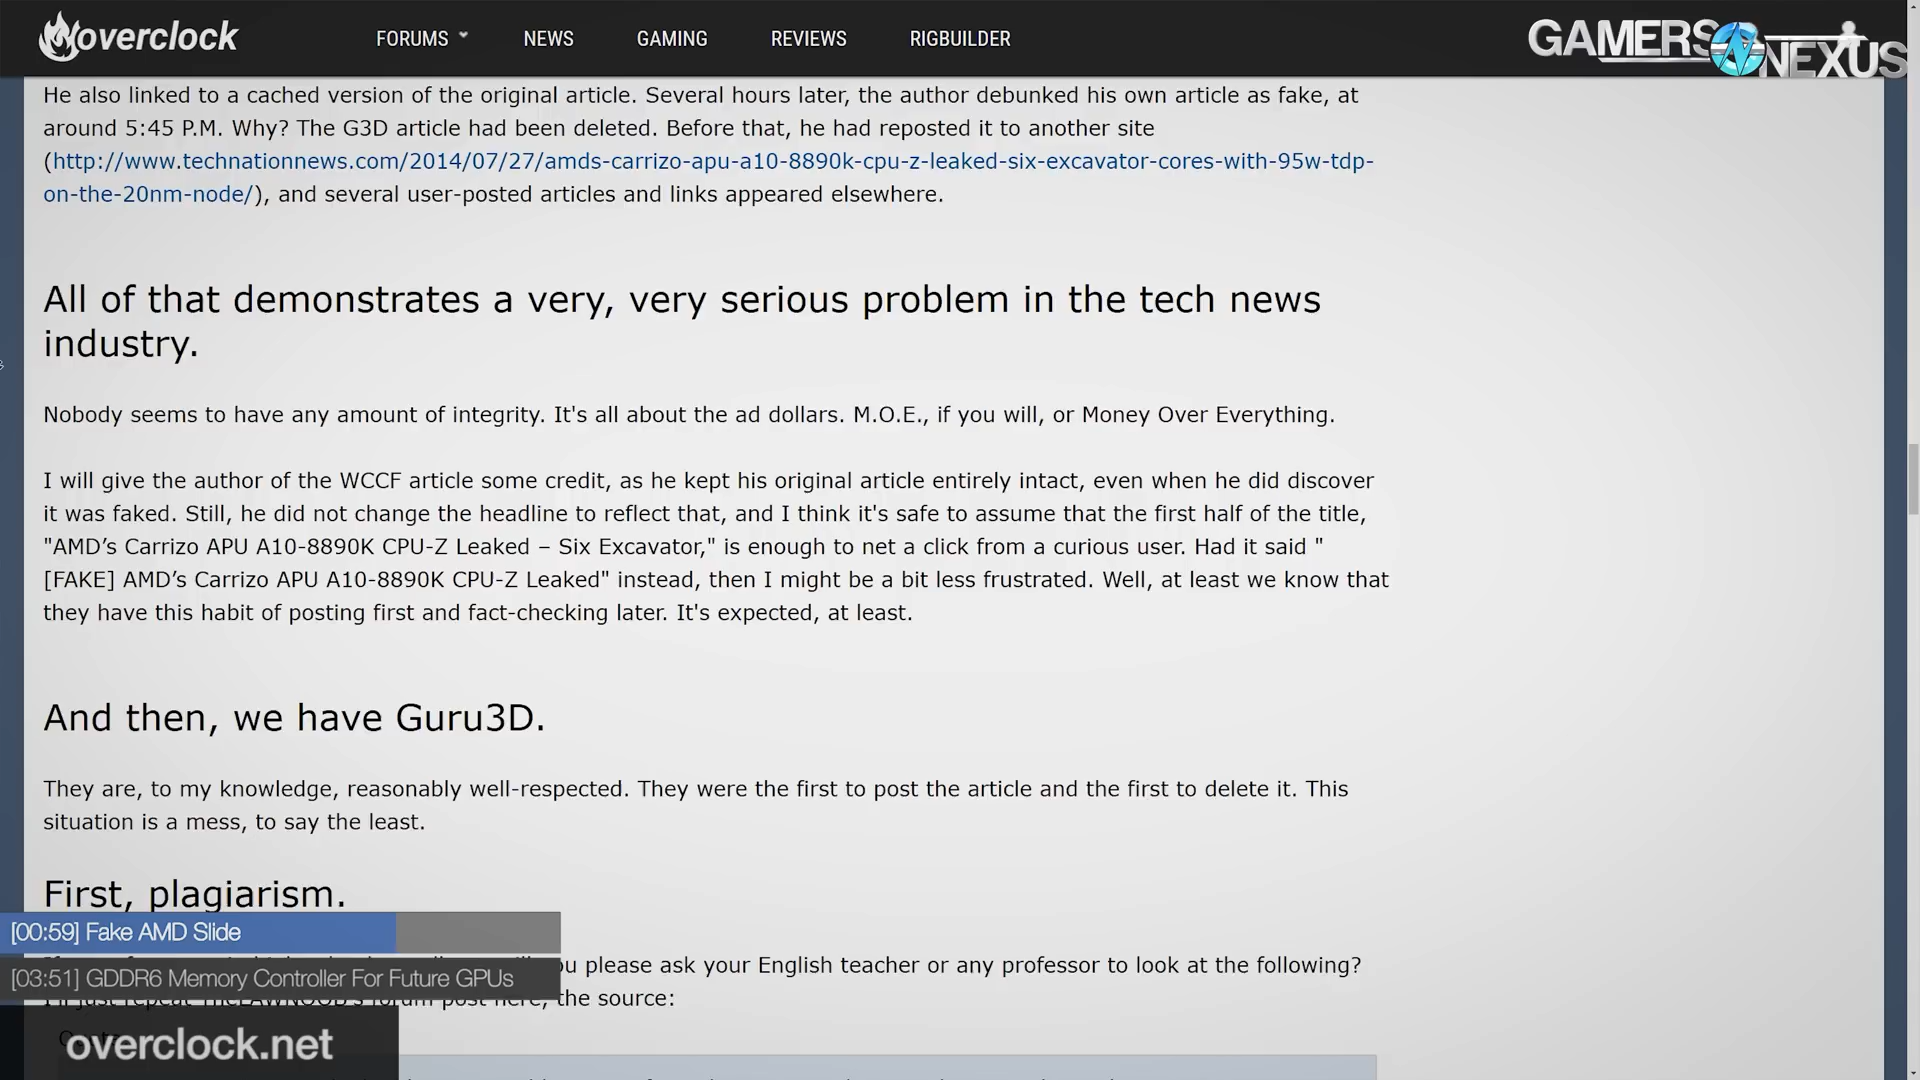 overclock
FORUMS
NEWS
GAMING
REVIEWS
RIGBUILDER
GAMERS NEXUS
He also linked to a cached version of the original article. Several hours later, the author debunked his own article as fake, at
around 5:45 P.M. Why? The G3D article had been deleted. Before that, he had reposted it to another site
(http://www.technationnews.com/2014/07/27/amds-carrizo-apu-a10-8890k-cpu-z-leaked-six-excavator-cores-with-95w-tdp-
on-the-20nm-node/), and several user-posted articles and links appeared elsewhere.
All of that demonstrates a very, very serious problem in the tech news
industry.
Nobody seems to have any amount of integrity. It's all about the ad dollars. M.O.E., if you will, or Money Over Everything.
I will give the author of the WCCF article some credit, as he kept his original article entirely intact, even when he did discover
it was faked. Still, he did not change the headline to reflect that, and I think it's safe to assume that the first half of the title,
"AMD’s Carrizo APU A10-8890K CPU-Z Leaked – Six Excavator," is enough to net a click from a curious user. Had it said "
[FAKE] AMD’s Carrizo APU A10-8890K CPU-Z Leaked" instead, then I might be a bit less frustrated. Well, at least we know that
they have this habit of posting first and fact-checking later. It's expected, at least.
And then, we have Guru3D.
They are, to my knowledge, reasonably well-respected. They were the first to post the article and the first to delete it. This
situation is a mess, to say the least.
First, plagiarism.
[00:59] Fake AMD Slide
please ask your English teacher or any professor to look at the following?
[03:51] GDDR6 Memory Controller For Future GPUs
the source:
overclock.net